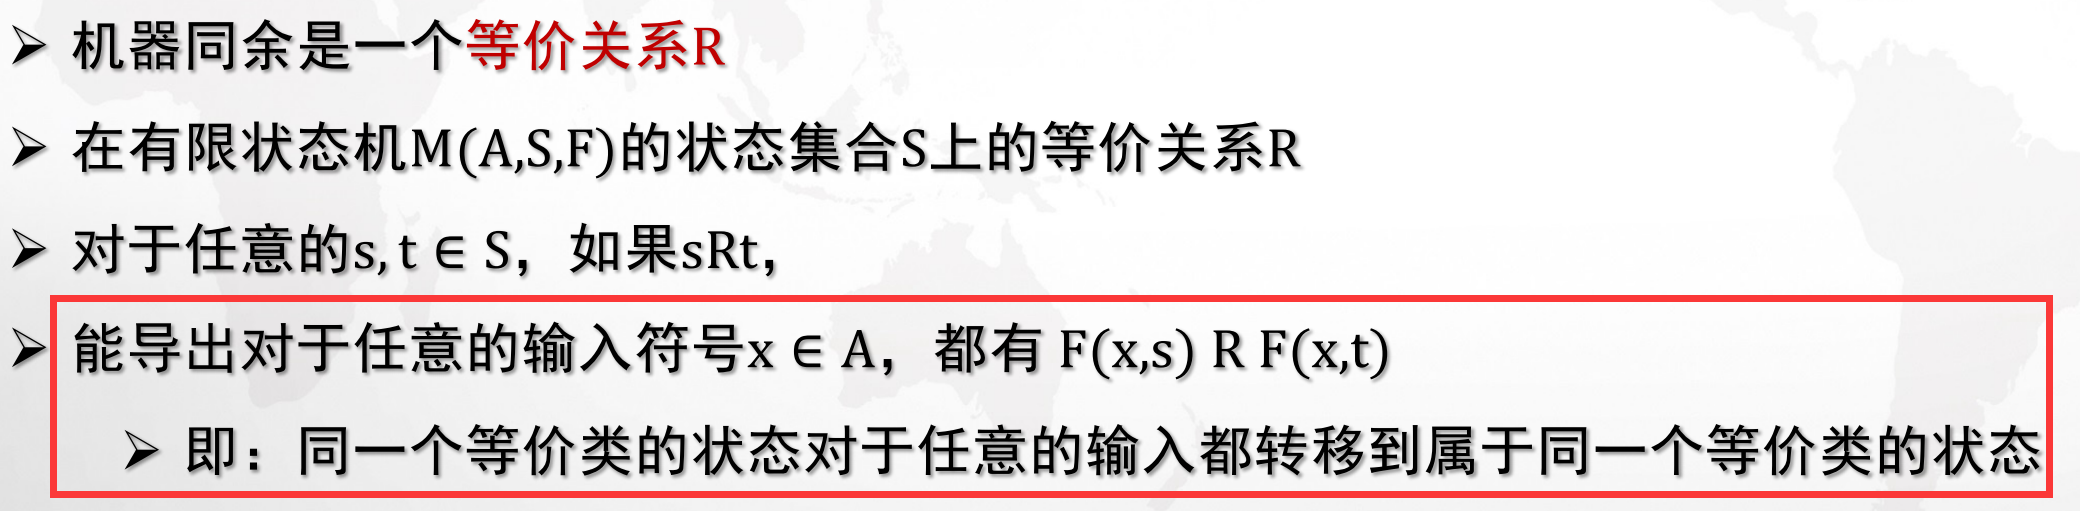 ➢ 机器同余是一个等价关系R
➢ 在有限状态机M(A,S,F)的状态集合S上的等价关系R
➢ 对于任意的s, t ∈ S，如果sRt，
➢ 能导出对于任意的输入符号x ∈ A，都有 F(x,s) R F(x,t)
➢ 即：同一个等价类的状态对于任意的输入都转移到属于同一个等价类的状态